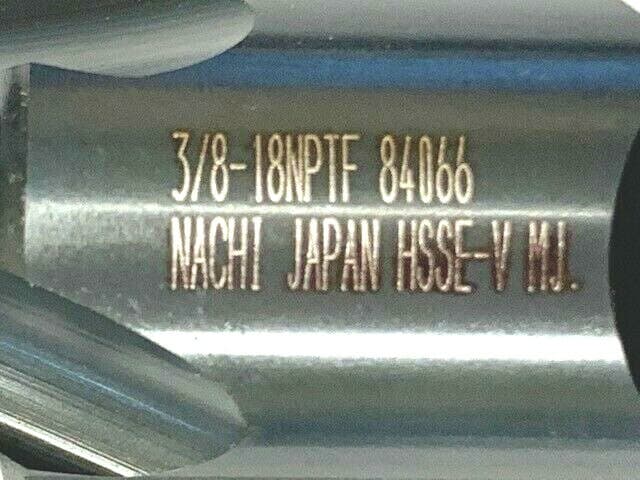 3/8-18NPTF 84066
NACHI JAPAN HSSE-V MJ.